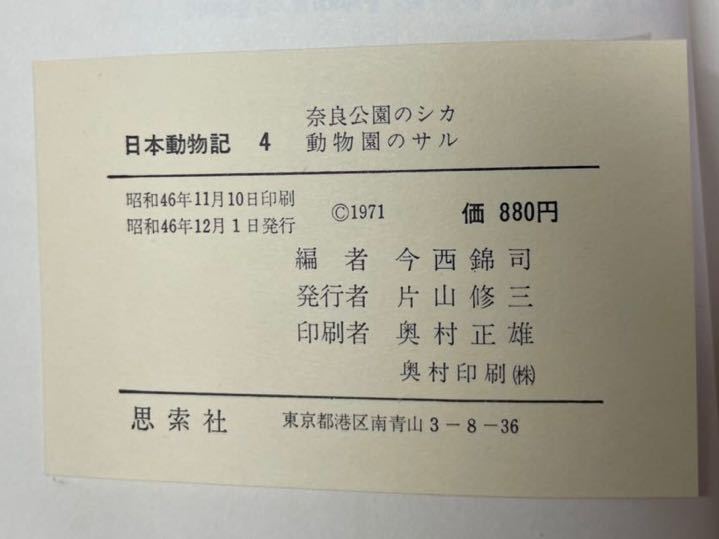 奈良公園のシカ
日本動物記 4 動物園のサル
昭和46年11月10日印刷
昭和46年12月1日発行 ©1971 価 880円
編者 今西錦司
発行者 片山修三
印刷者 奥村正雄
奥村印刷㈱
思索社 東京都港区南青山3-8-36